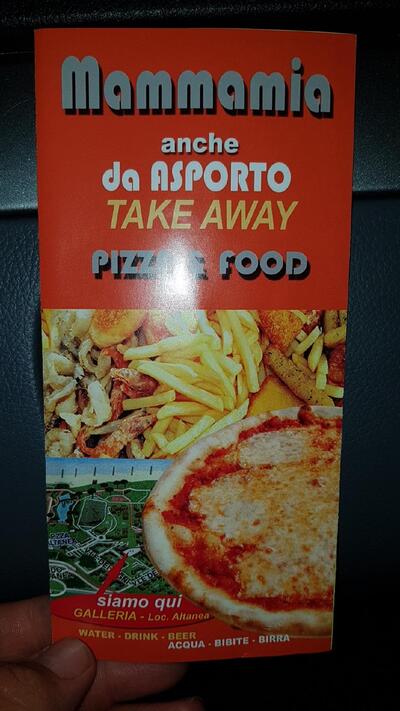 Mammamia
anche
da ASPORTO
TAKE AWAY
PIZZA E FOOD
siamo qui
GALLERIA - Loc. Altanea
WATER - DRINK - BEER
ACQUA - BIBITE - BIRRA